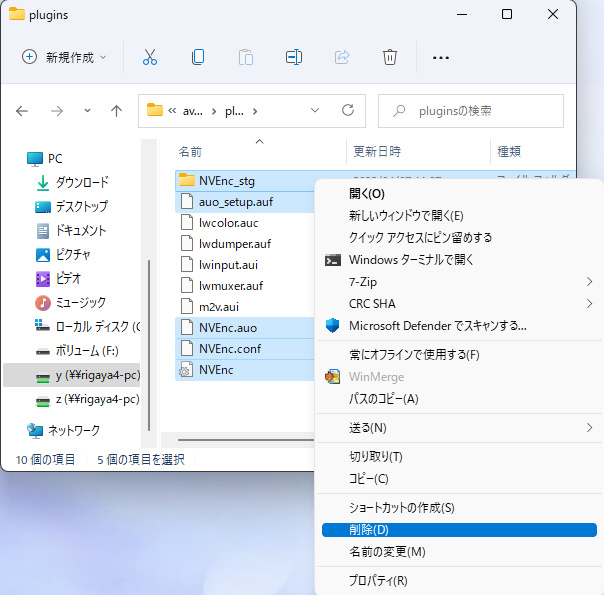 plugins
新規作成
« av... › pl... ›
pluginsの検索
PC
ダウンロード
デスクトップ
ドキュメント
ピクチャ
ビデオ
ミュージック
ローカル ディスク (C
ボリューム (F:)
y (¥¥rigaya4-pc)
z (¥¥rigaya4-pc)
ネットワーク
名前
更新日時
種類
NVEnc_stg
auo_setup.auf
lwcolor.auc
lwdumper.auf
lwinput.aui
lwmuxer.auf
m2v.aui
NVEnc.auo
NVEnc.conf
NVEnc
10 個の項目
5 個の項目を選択
開く(O)
新しいウィンドウで開く(E)
クイック アクセスにピン留めする
Windows ターミナルで開く
7-Zip
CRC SHA
Microsoft Defender でスキャンする...
常にオフラインで使用する(F)
WinMerge
パスのコピー(A)
送る(N)
切り取り(T)
コピー(C)
ショートカットの作成(S)
削除(D)
名前の変更(M)
プロパティ(R)